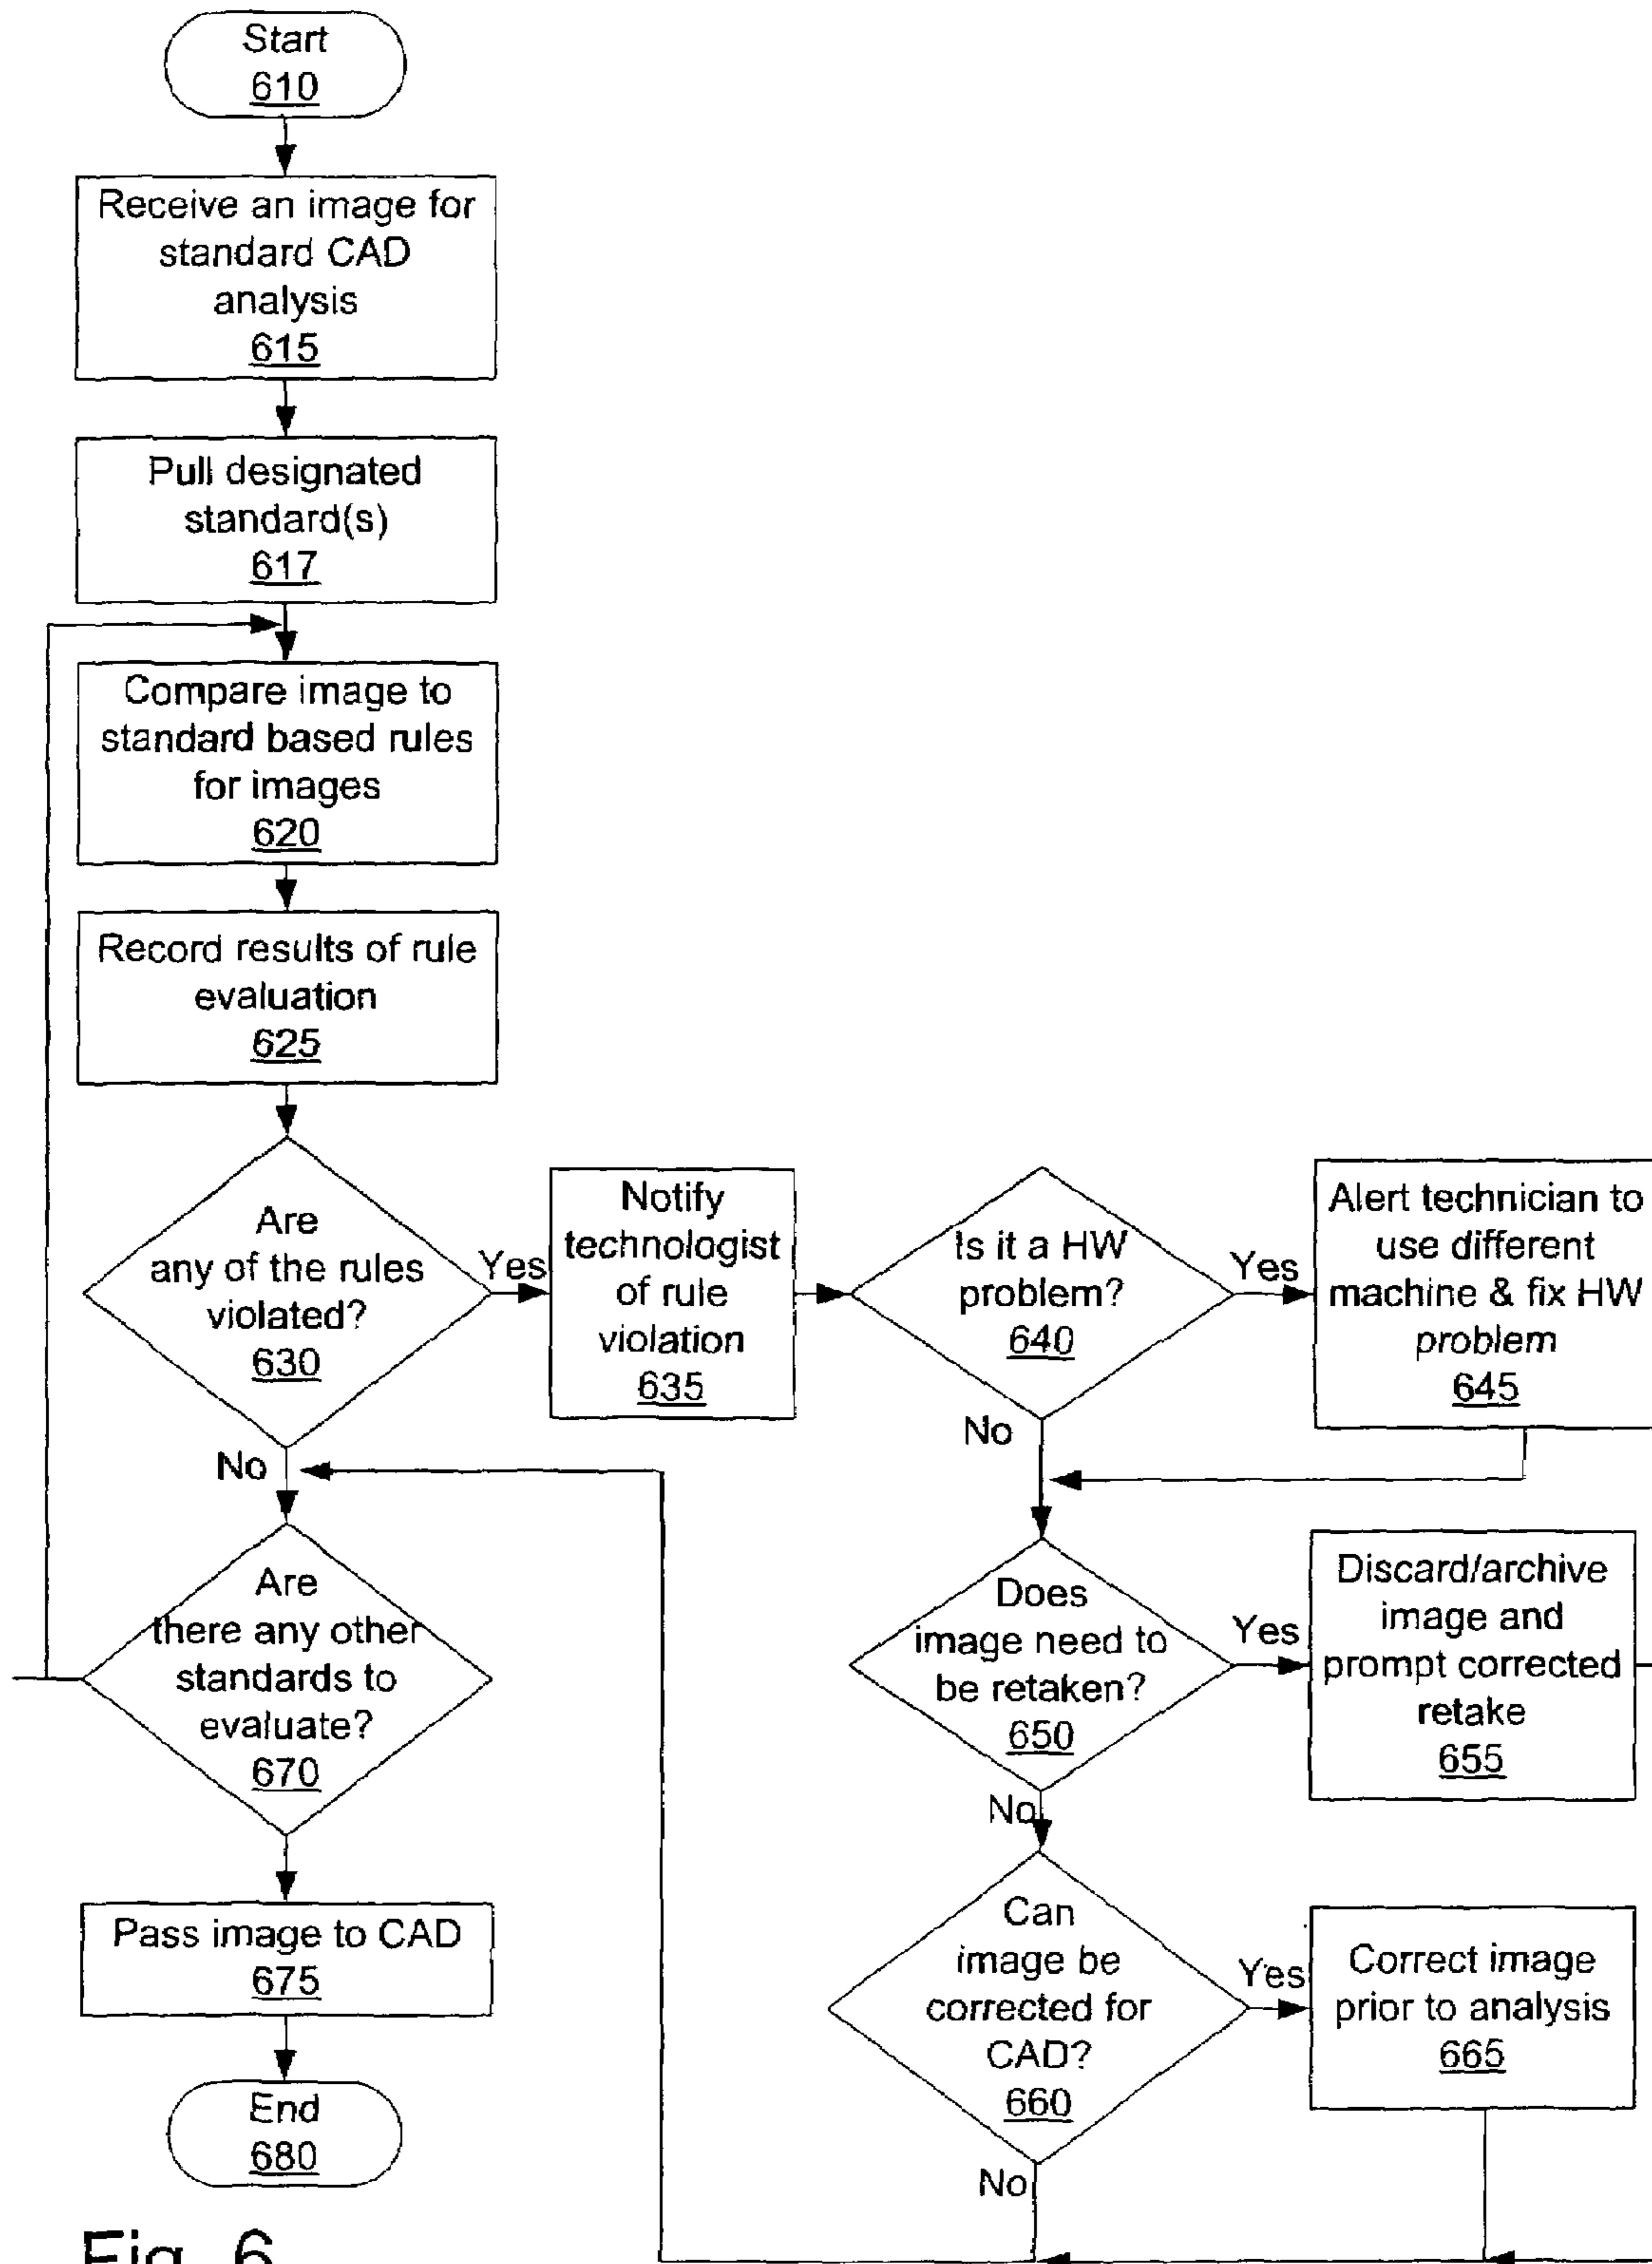 Start
610
Receive an image for
standard CAD
analysis
615
Pull designated
standard(s)
617
Compare image to
standard based rules
for images
620
Record results of rule
evaluation
625
Are
any of the rules
violated?
630
Yes
No
Notify
technologist
of rule
violation
635
Is it a HW
problem?
640
Yes
No
Alert technician to
use different
machine & fix HW
problem
645
Does
image need to
be retaken?
650
Yes
No
Discard/archive
image and
prompt corrected
retake
655
Can
image be
corrected for
CAD?
660
Yes
No
Correct image
prior to analysis
665
Are
there any other
standards to
evaluate?
670
Pass image to CAD
675
End
680
Fig. 6